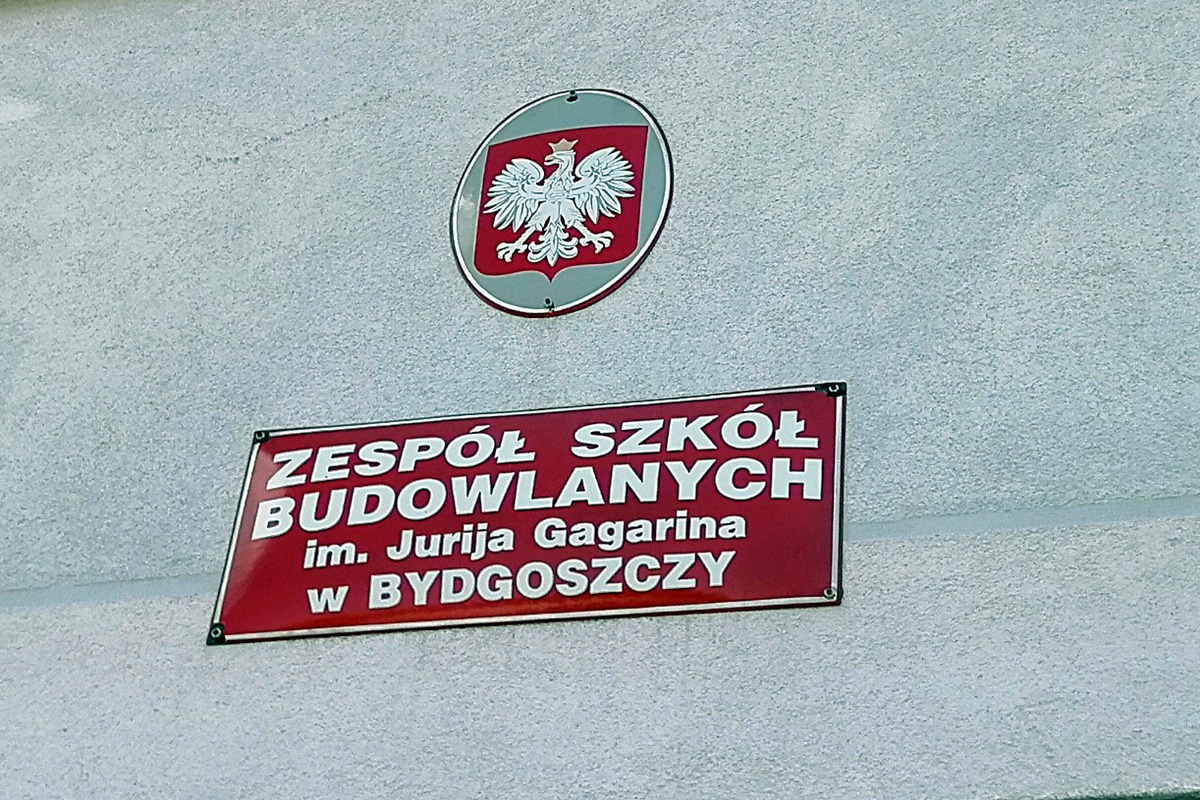 ZESPÓŁ SZKÓŁ
BUDOWLANYCH
im. Jurija Gagarina
w BYDGOSZCZY